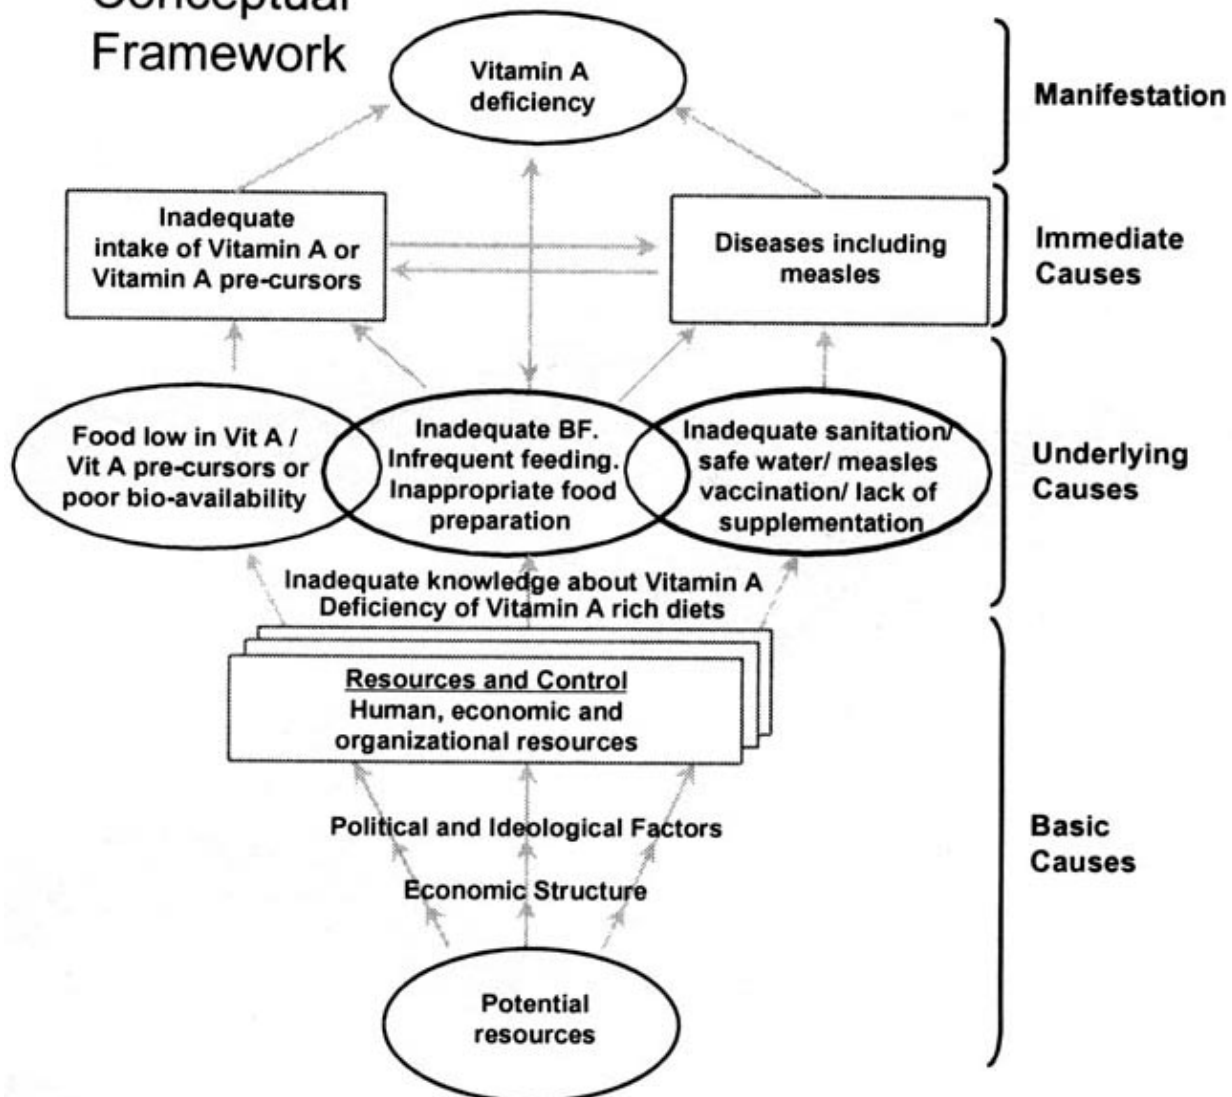 Conceptual
Framework
Vitamin A
deficiency
Manifestation
Inadequate
intake of Vitamin A or
Vitamin A pre-cursors
Diseases including
measles
Immediate
Causes
Food low in Vit A /
Vit A pre-cursors or
poor bio-availability
Inadequate BF.
Infrequent feeding.
Inappropriate food
preparation
Inadequate sanitation/
safe water/ measles
vaccination/ lack of
supplementation
Underlying
Causes
Inadequate knowledge about Vitamin A
Deficiency of Vitamin A rich diets
Resources and Control
Human, economic and
organizational resources
Political and Ideological Factors
Economic Structure
Basic
Causes
Potential
resources